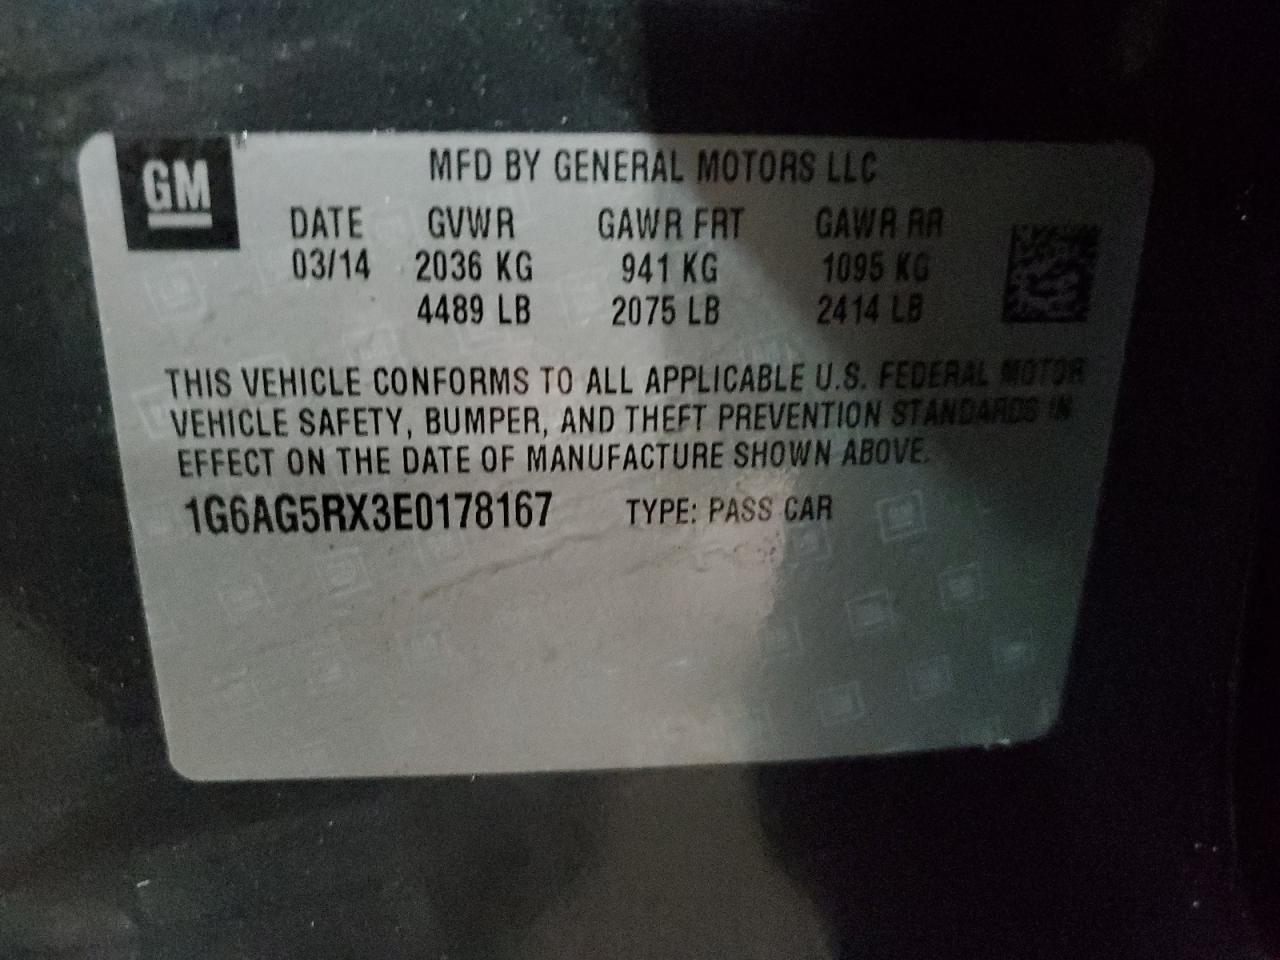 GM
MFD BY GENERAL MOTORS LLC
DATE GVWR GAWR FRT GAWR RR
03/14 2036 KG 941 KG 1095 KG
4489 LB 2075 LB 2414 LB
THIS VEHICLE CONFORMS TO ALL APPLICABLE U.S. FEDERAL MOTOR
VEHICLE SAFETY, BUMPER, AND THEFT PREVENTION STANDARDS IN
EFFECT ON THE DATE OF MANUFACTURE SHOWN ABOVE.
1G6AG5RX3E0178167 TYPE: PASS CAR